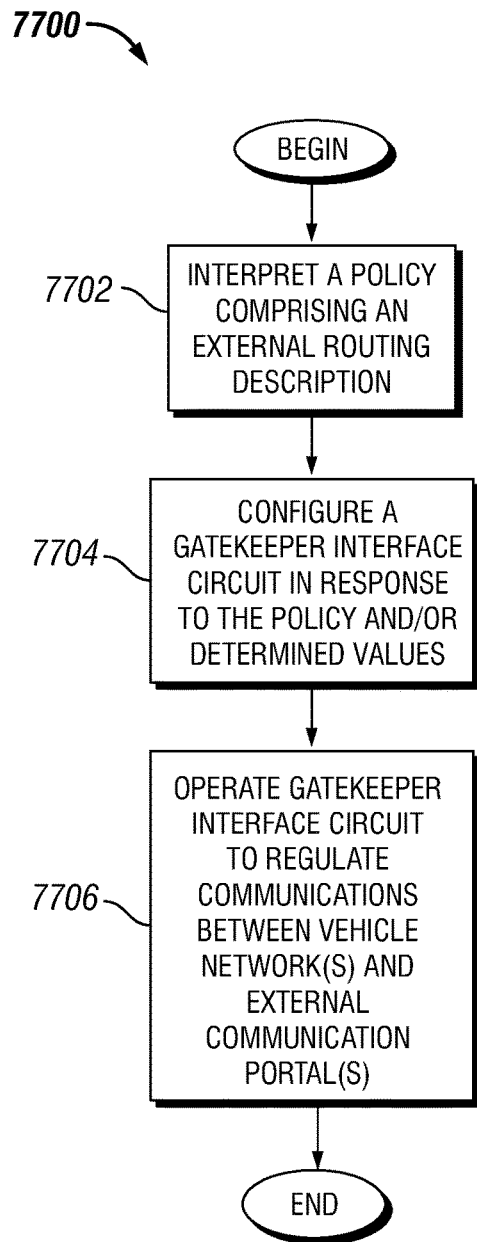 7700
BEGIN
7702
INTERPRET A POLICY
COMPRISING AN
EXTERNAL ROUTING
DESCRIPTION
7704
CONFIGURE A
GATEKEEPER INTERFACE
CIRCUIT IN RESPONSE
TO THE POLICY AND/OR
DETERMINED VALUES
7706
OPERATE GATEKEEPER
INTERFACE CIRCUIT
TO REGULATE
COMMUNICATIONS
BETWEEN VEHICLE
NETWORK(S) AND
EXTERNAL
COMMUNICATION
PORTAL(S)
END